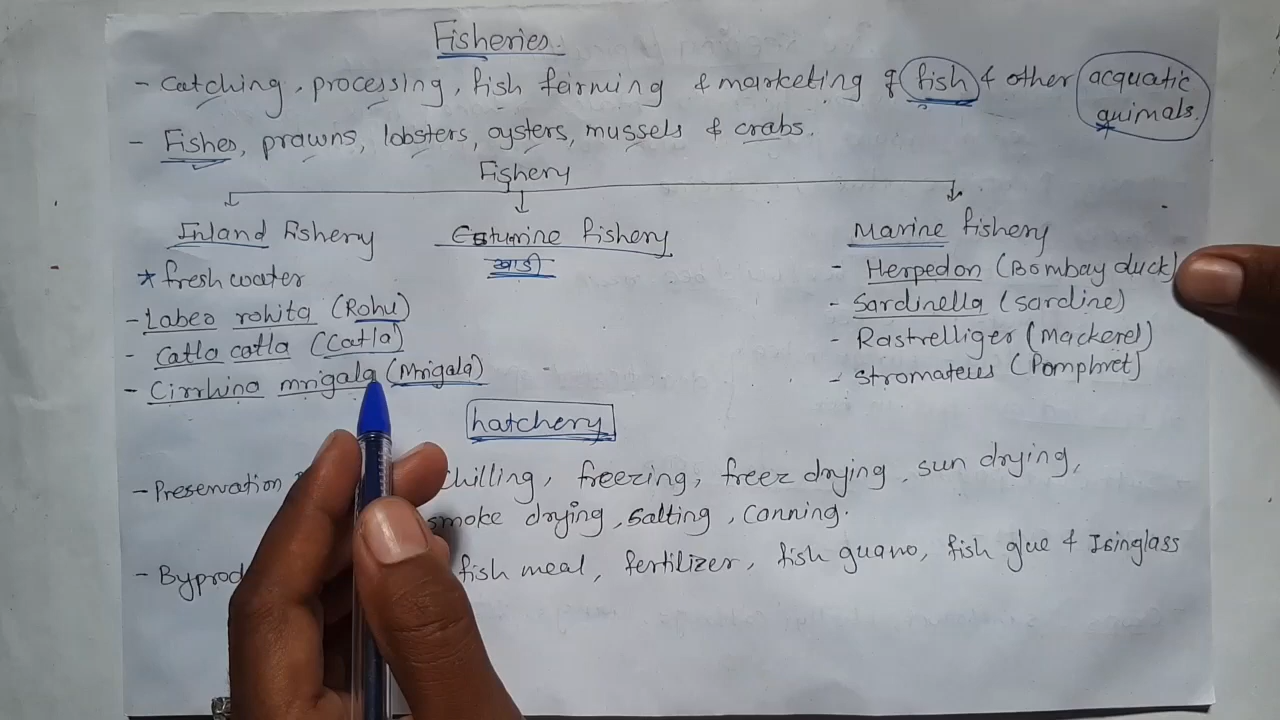 Fisheries.
- Catching, processing, fish farming & marketing of fish & other acquatic
animals.
- Fishes, prawns, lobsters, oysters, mussels & crabs.
Fishery
Inland Fishery
Esturine fishery
Marine fishery
खाडी
* fresh water
- Labeo rohita (Rohu)
- Catla catla (Catla)
- Cirrhina mrigala (Mrigala)
- Herpedon (Bombay duck)
- Sardinella (Sardine)
- Rastrelliger (Mackerel)
- Stromateus (Pomphret)
hatchery
- Preservation chilling, freezing, freez drying, sun drying,
smoke drying, salting, canning.
- Byprod fish meal, fertilizer, fish guano, fish glue & Isinglass